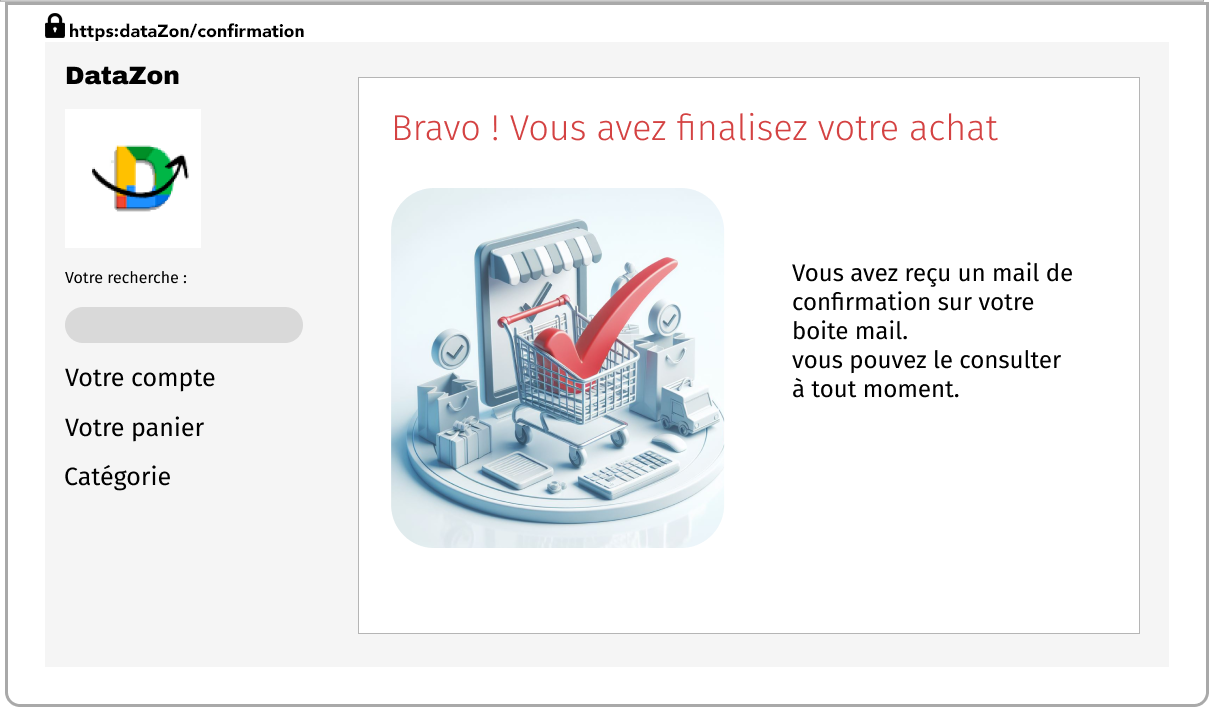 https:dataZon/confirmation
DataZon
D
Votre recherche :
Votre compte
Votre panier
Catégorie
Bravo ! Vous avez finalisez votre achat
Vous avez reçu un mail de
confirmation sur votre
boite mail.
vous pouvez le consulter
à tout moment.